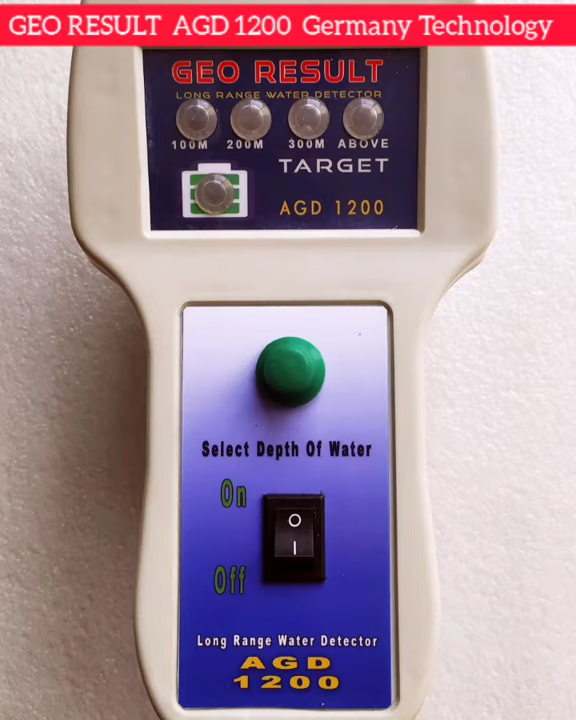 GEO RESULT AGD 1200 Germany Technology
GEO RESULT
LONG RANGE WATER DETECTOR
100M 200M 300M ABOVE
TARGET
AGD 1200
Select Depth Of Water
On
O
I
Off
Long Range Water Detector
AGD
1200